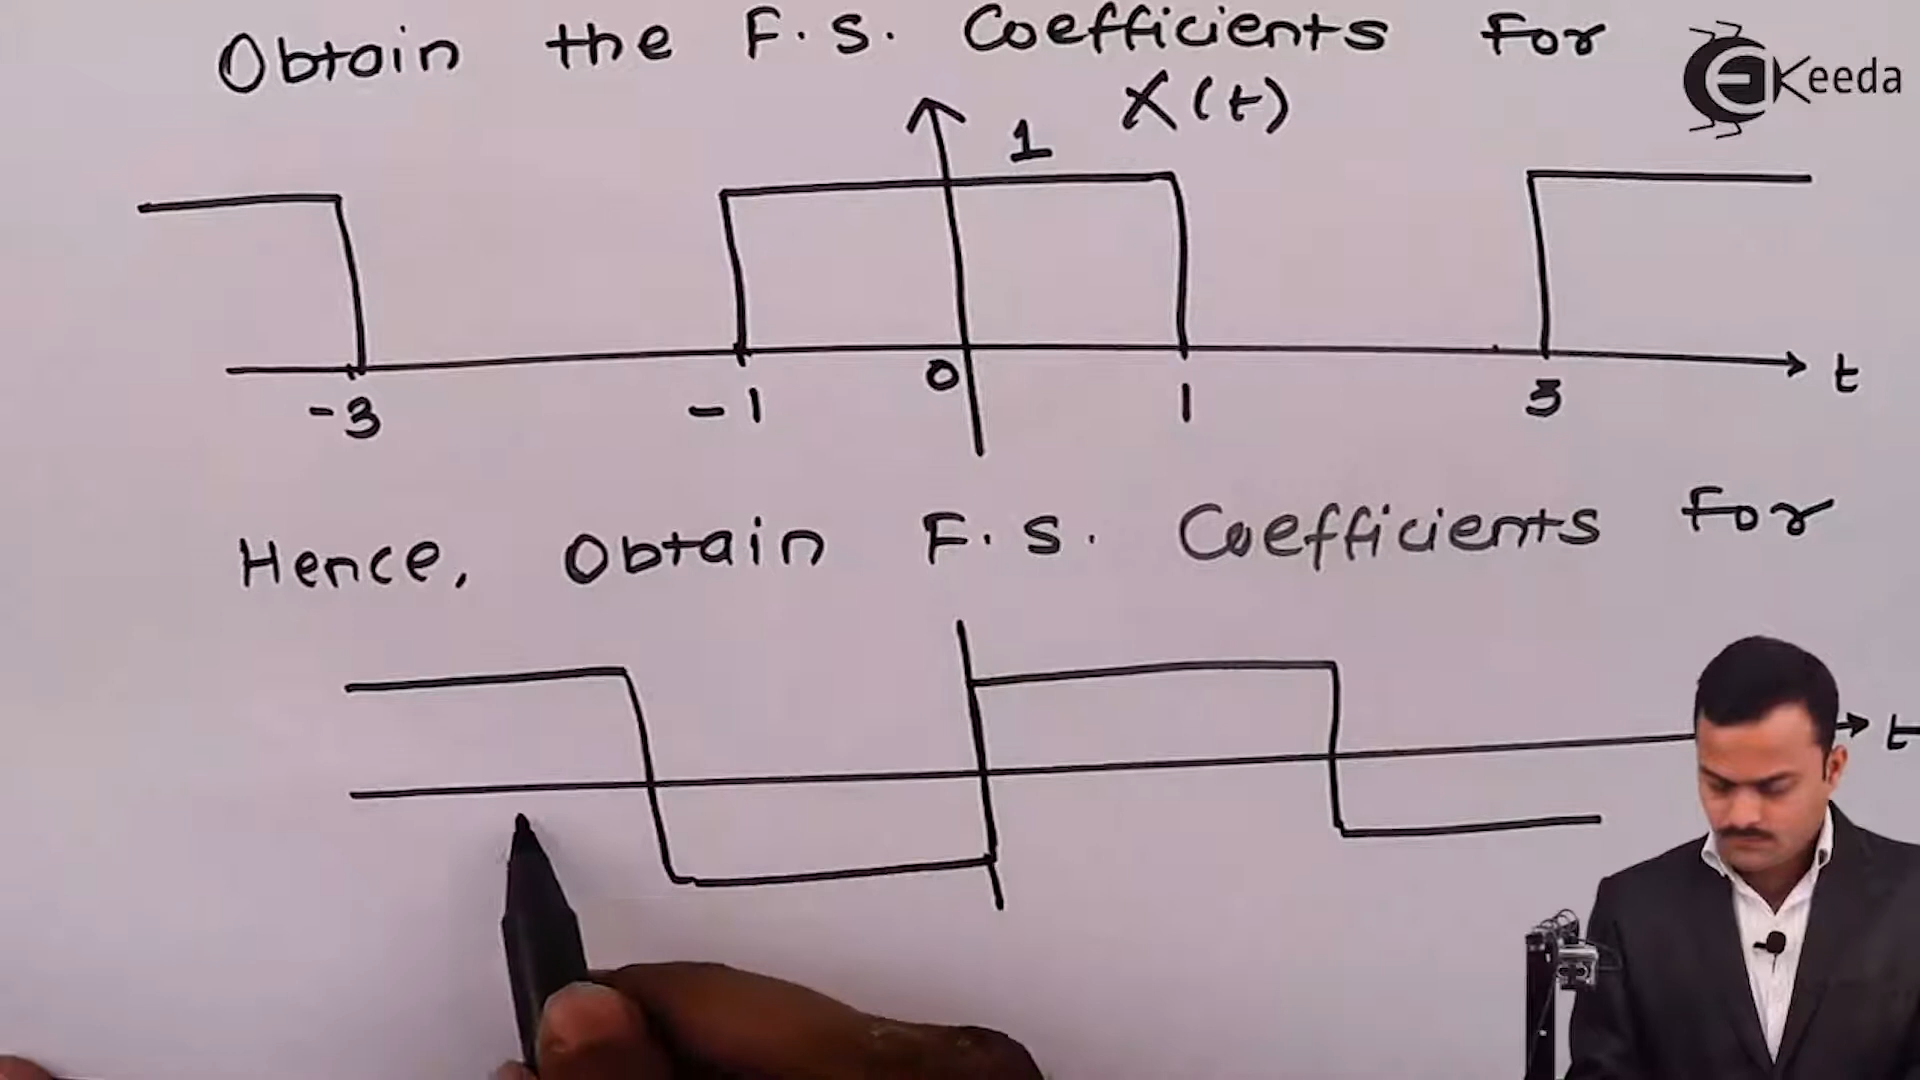 Obtain the F.S. Coefficients For
EKeeda
X(t)
1
0
t
-3 -1 1 3
Hence, Obtain F.S. Coefficients For
t